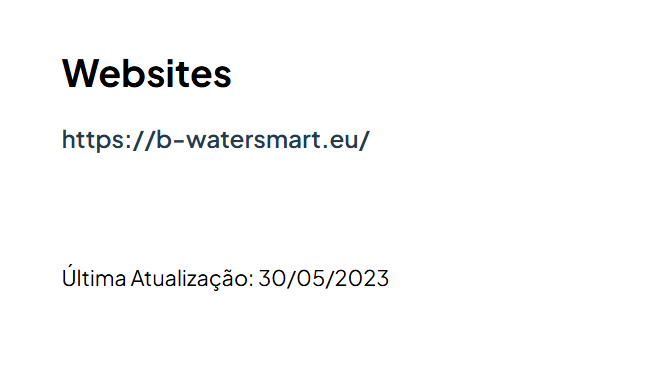 Websites
https://b-watersmart.eu/
Última Atualização: 30/05/2023